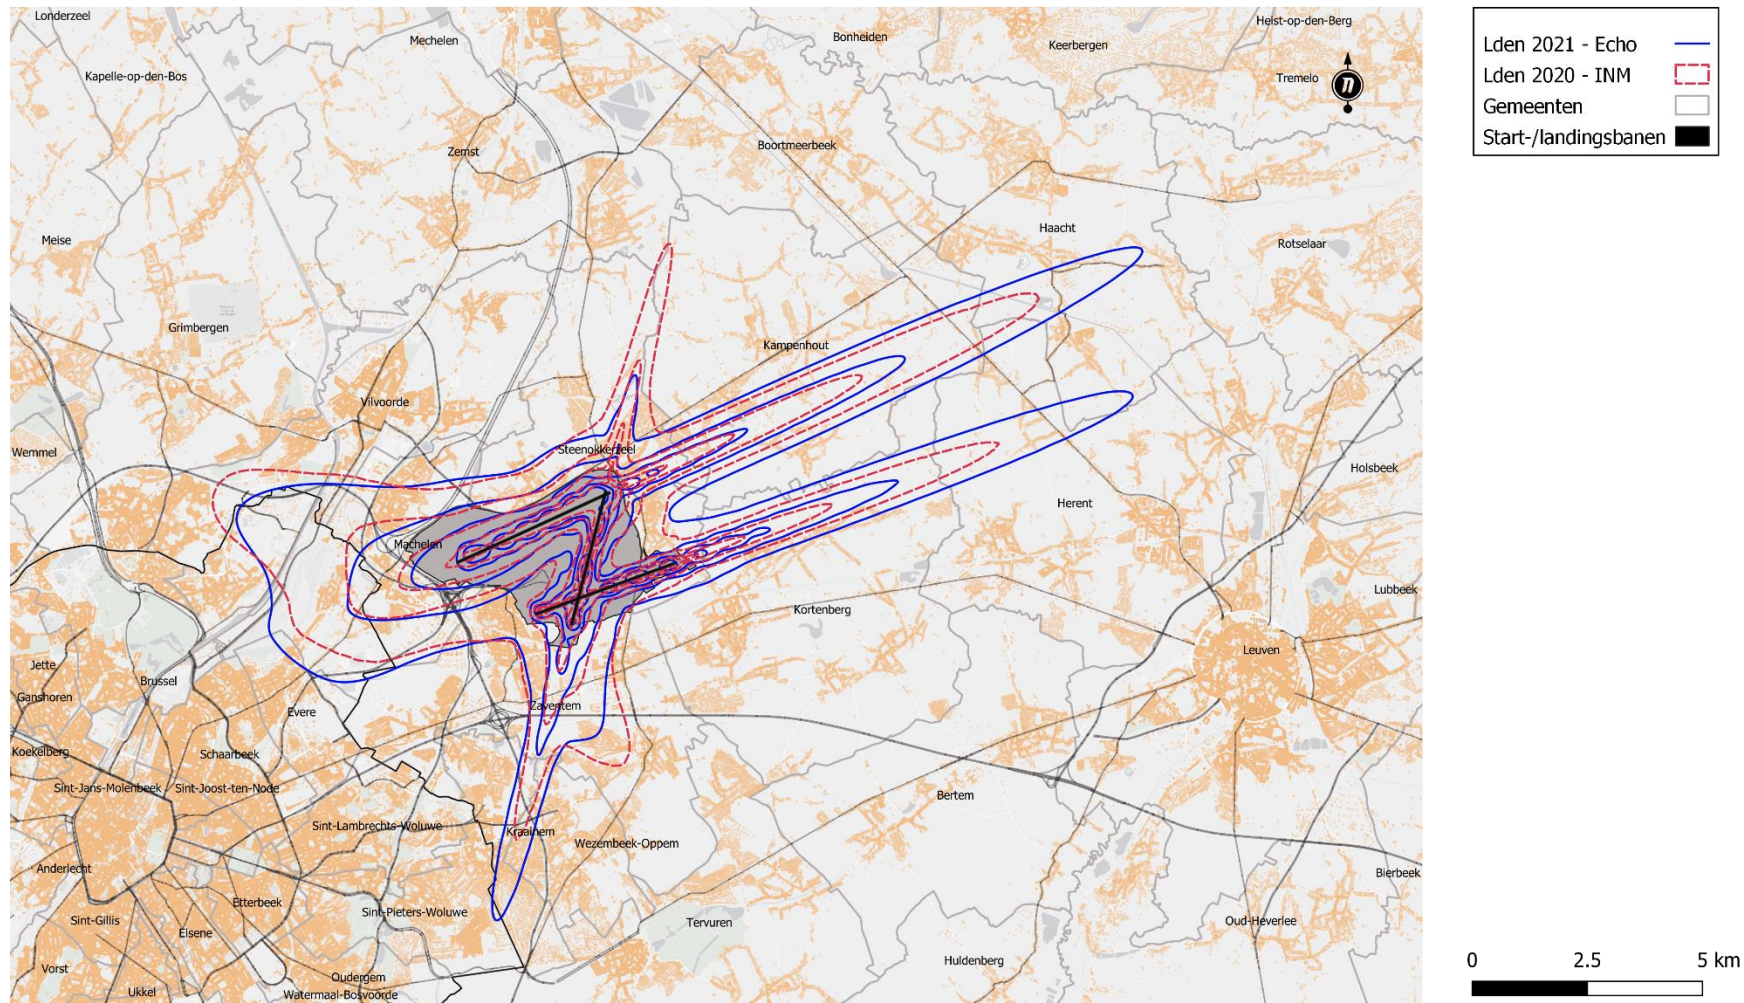 Londerzeel
Heist-op-den-Berg
Mechelen
Bonheiden
Keerbergen
Kapelle-op-den-Bos
Tremelo
n
Zemst
Boortmeerbeek
Haacht
Meise
Rotselaar
Grimbergen
Kampenhout
Vilvoorde
Wemmel
Steenokkerzeel
Holsbeek
Herent
Machelen
Lubbeek
Kortenberg
Leuven
Jette
Ganshoren
Brussel
Zaventem
Evere
Koekelberg
Schaarbeek
Sint-Jans-Molenbeek
Sint-Joost-ten-Node
Bertem
Sint-Lambrechts-Woluwe
Kraainem
Wezembeek-Oppem
Anderlecht
Bierbeek
Etterbeek
Sint-Gillis
Sint-Pieters-Woluwe
Elsene
Tervuren
Oud-Heverlee
Vorst
Oudergem
Huldenberg
Ukkel
Watermaal-Bosvoorde
Lden 2021 - Echo
Lden 2020 - INM
Gemeenten
Start-/landingsbanen
0 2.5 5 km